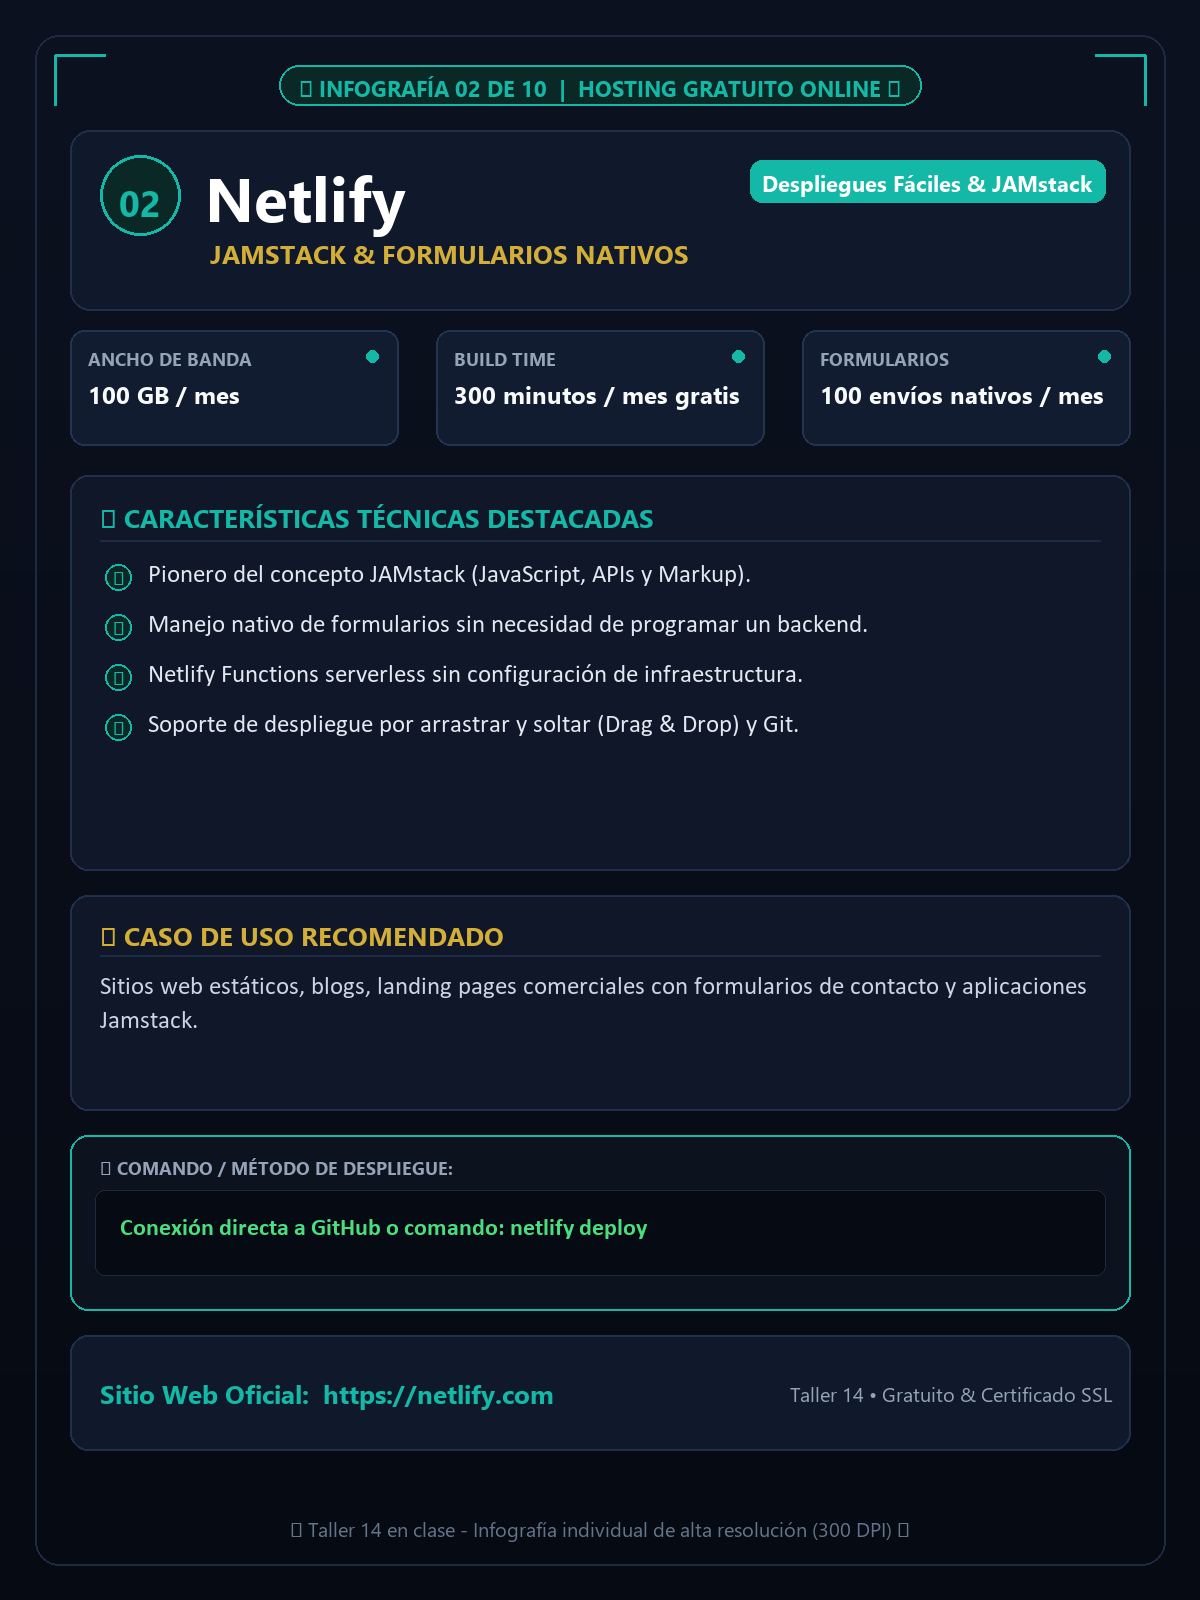 INFOGRAFÍA 02 DE 10 | HOSTING GRATUITO ONLINE
02
Netlify
Despliegues Fáciles & JAMstack
JAMSTACK & FORMULARIOS NATIVOS
ANCHO DE BANDA
100 GB / mes
BUILD TIME
300 minutos / mes gratis
FORMULARIOS
100 envíos nativos / mes
CARACTERÍSTICAS TÉCNICAS DESTACADAS
Pionero del concepto JAMstack (JavaScript, APIs y Markup).
Manejo nativo de formularios sin necesidad de programar un backend.
Netlify Functions serverless sin configuración de infraestructura.
Soporte de despliegue por arrastrar y soltar (Drag & Drop) y Git.
CASO DE USO RECOMENDADO
Sitios web estáticos, blogs, landing pages comerciales con formularios de contacto y aplicaciones
Jamstack.
COMANDO / MÉTODO DE DESPLIEGUE:
Conexión directa a GitHub o comando: netlify deploy
Sitio Web Oficial: https://netlify.com
Taller 14 • Gratuito & Certificado SSL
Taller 14 en clase - Infografía individual de alta resolución (300 DPI)